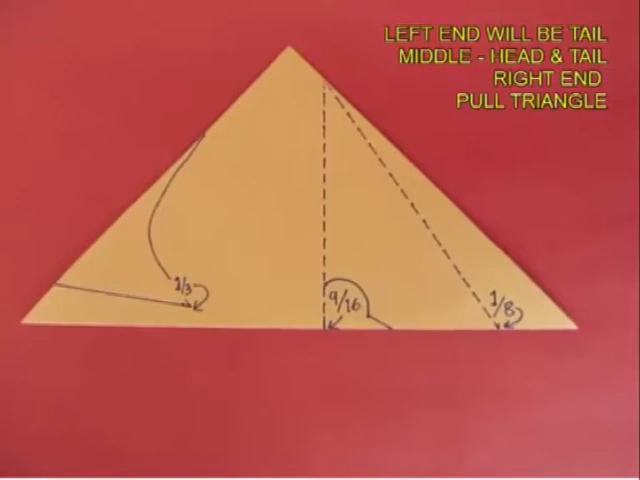 LEFT END WILL BE TAIL
MIDDLE - HEAD & TAIL
RIGHT END
PULL TRIANGLE
1/3
9/16
1/8